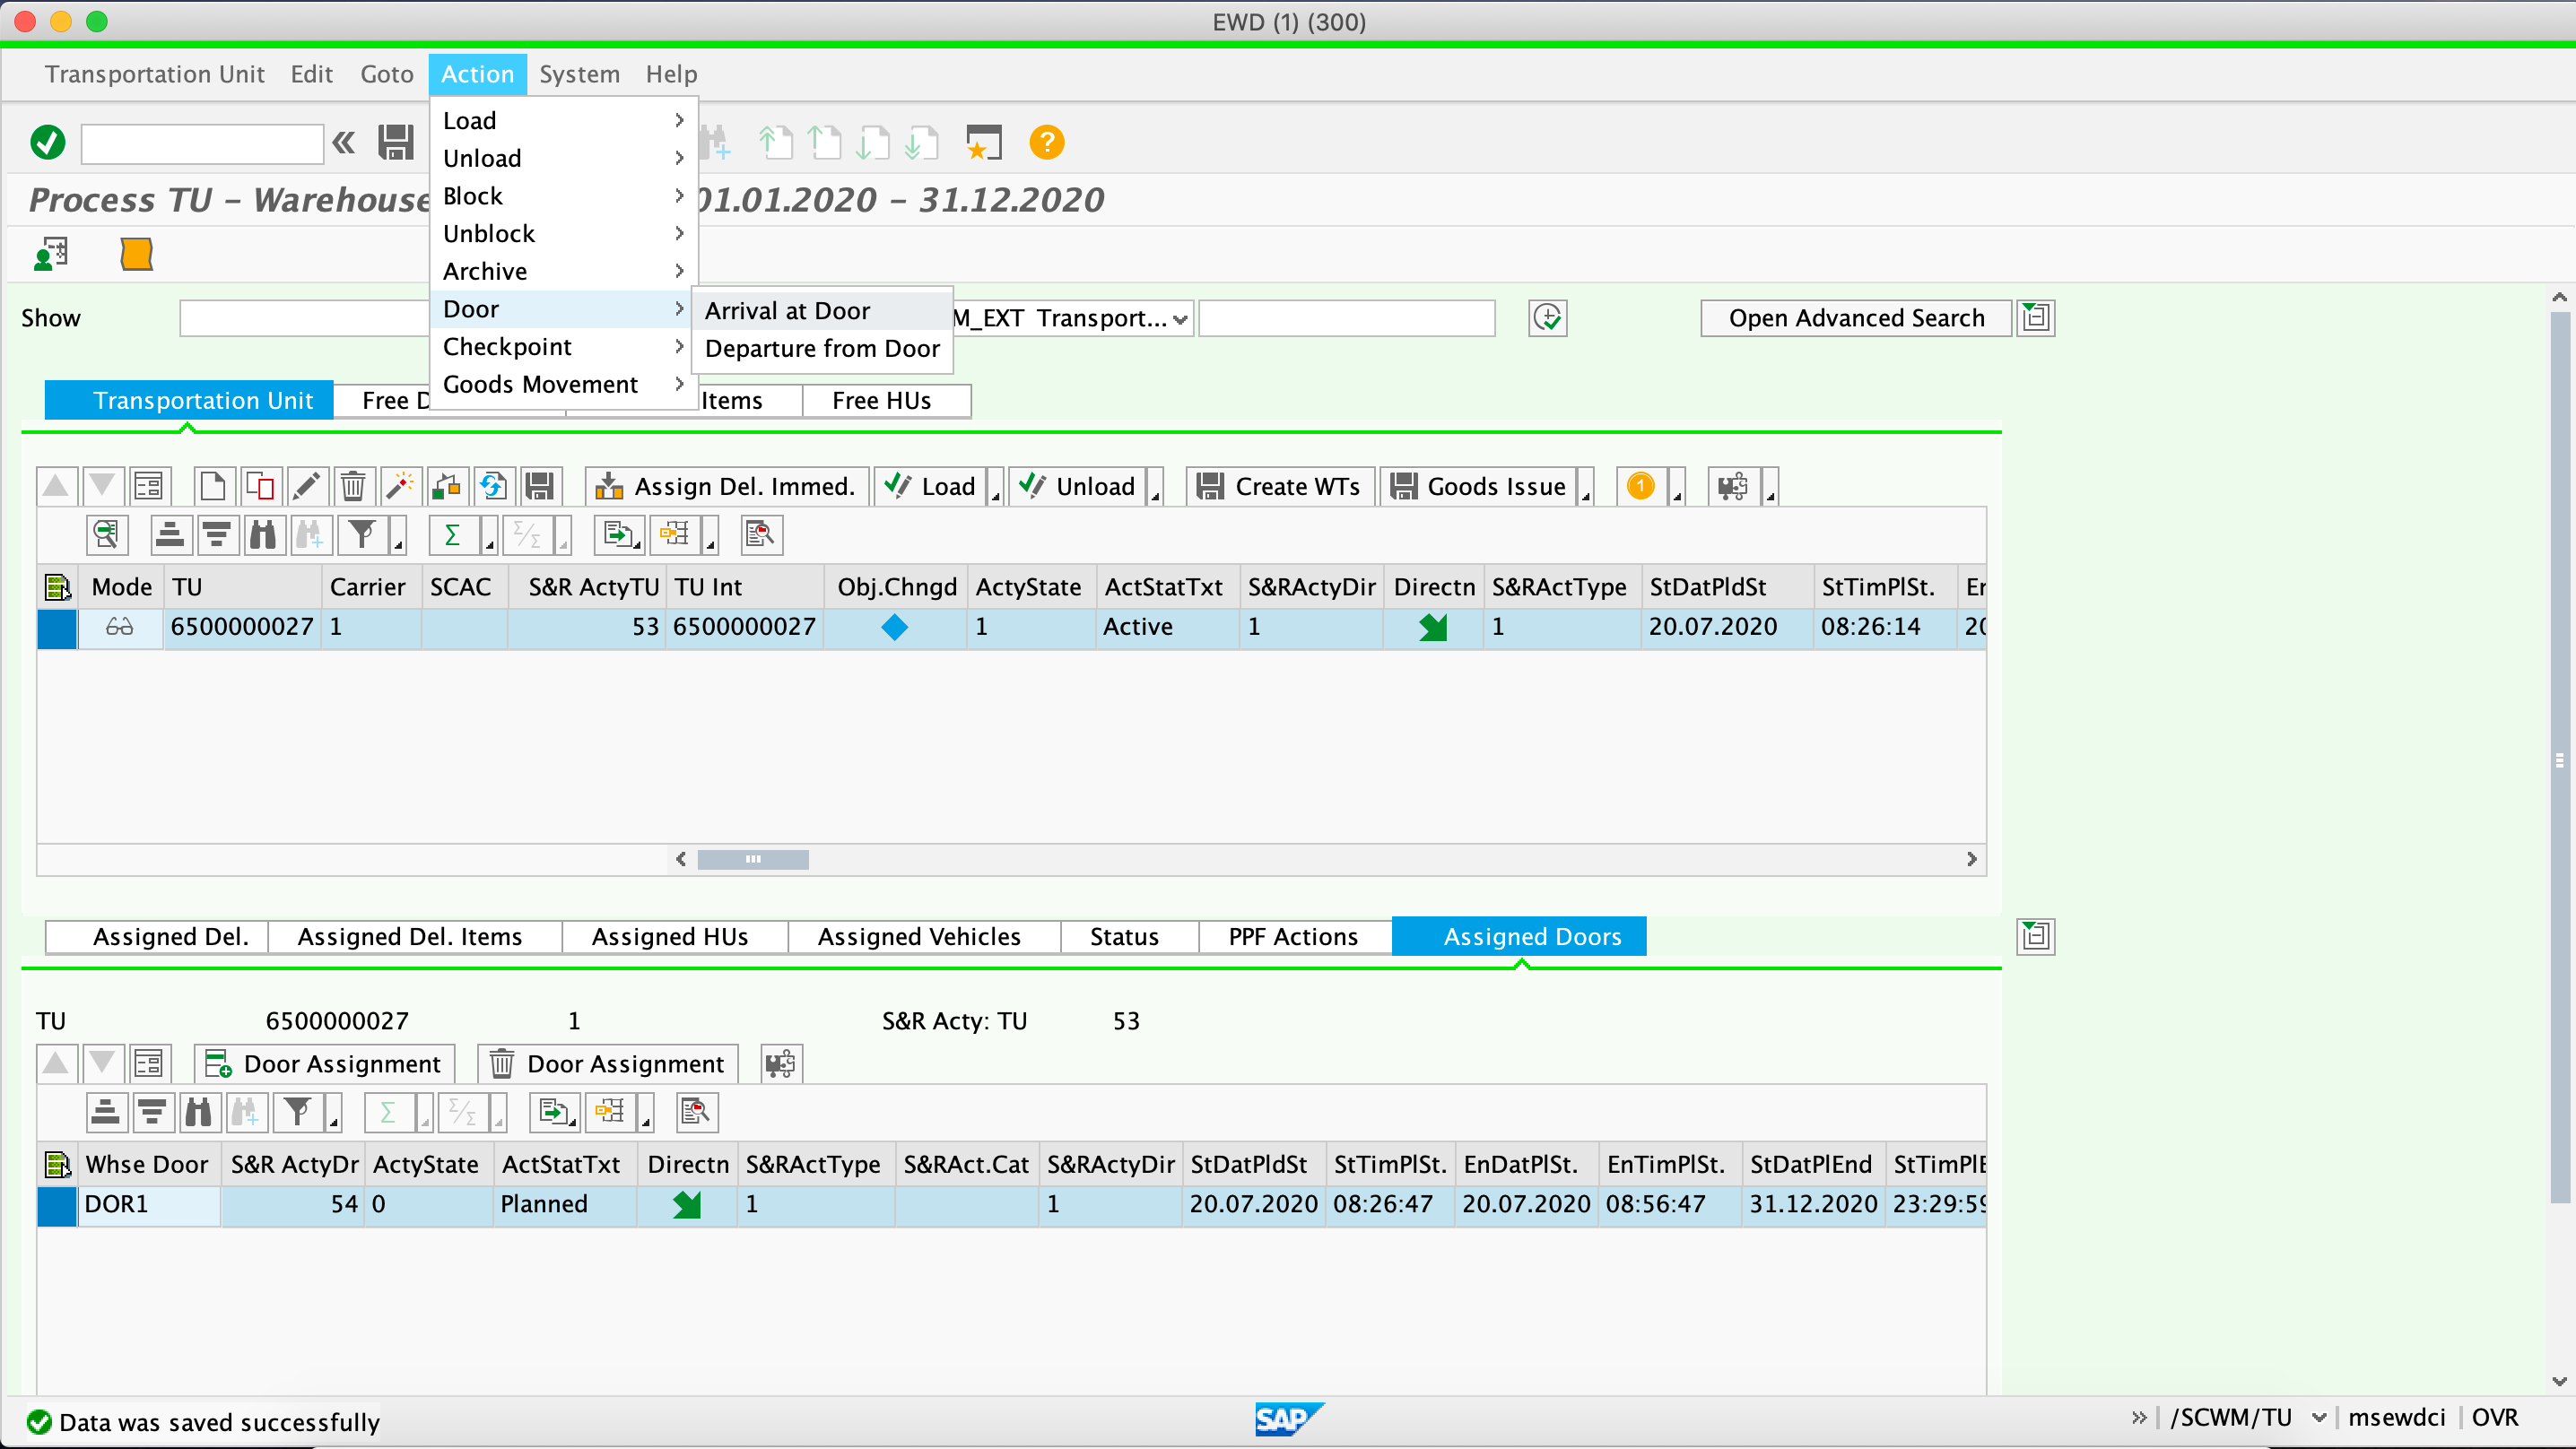 EWD (1) (300)
Transportation Unit Edit Goto Action System Help
Load
Unload
Block
Unblock
Archive
Door
Checkpoint
Goods Movement
Arrival at Door
Departure from Door
Process TU - Warehouse 01.01.2020 - 31.12.2020
Show M_EXT Transport... Open Advanced Search
Transportation Unit Free D Items Free HUs
Assign Del. Immed. Load Unload Create WTs Goods Issue 1
Mode TU Carrier SCAC S&R ActyTU TU Int Obj.Chngd ActyState ActStatTxt S&RActyDir Directn S&RActType StDatPldSt StTimPlSt. Er
6500000027 1 53 6500000027 1 Active 1 1 20.07.2020 08:26:14 20
Assigned Del. Assigned Del. Items Assigned HUs Assigned Vehicles Status PPF Actions Assigned Doors
TU 6500000027 1 S&R Acty: TU 53
Door Assignment Door Assignment
Whse Door S&R ActyDr ActyState ActStatTxt Directn S&RActType S&RAct.Cat S&RActyDir StDatPldSt StTimPlSt. EnDatPlSt. EnTimPlSt. StDatPlEnd StTimPlE
DOR1 54 0 Planned 1 1 20.07.2020 08:26:47 20.07.2020 08:56:47 31.12.2020 23:29:59
Data was saved successfully SAP /SCWM/TU msewdci OVR